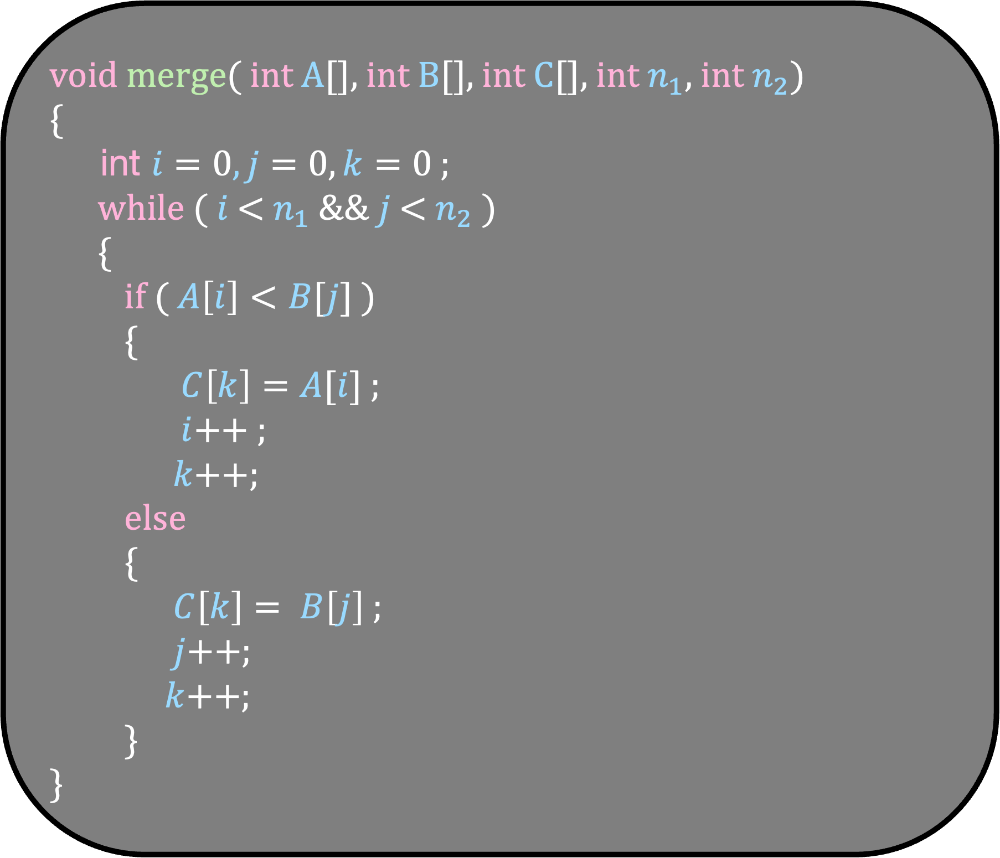 void merge( int A[], int B[], int C[], int n₁, int n₂)
{
int i = 0, j = 0, k = 0 ;
while ( i < n₁ && j < n₂ )
{
if ( A[i] < B[j] )
{
C[k] = A[i] ;
i++ ;
k++;
else
{
C[k] = B[j] ;
j++;
k++;
}
}